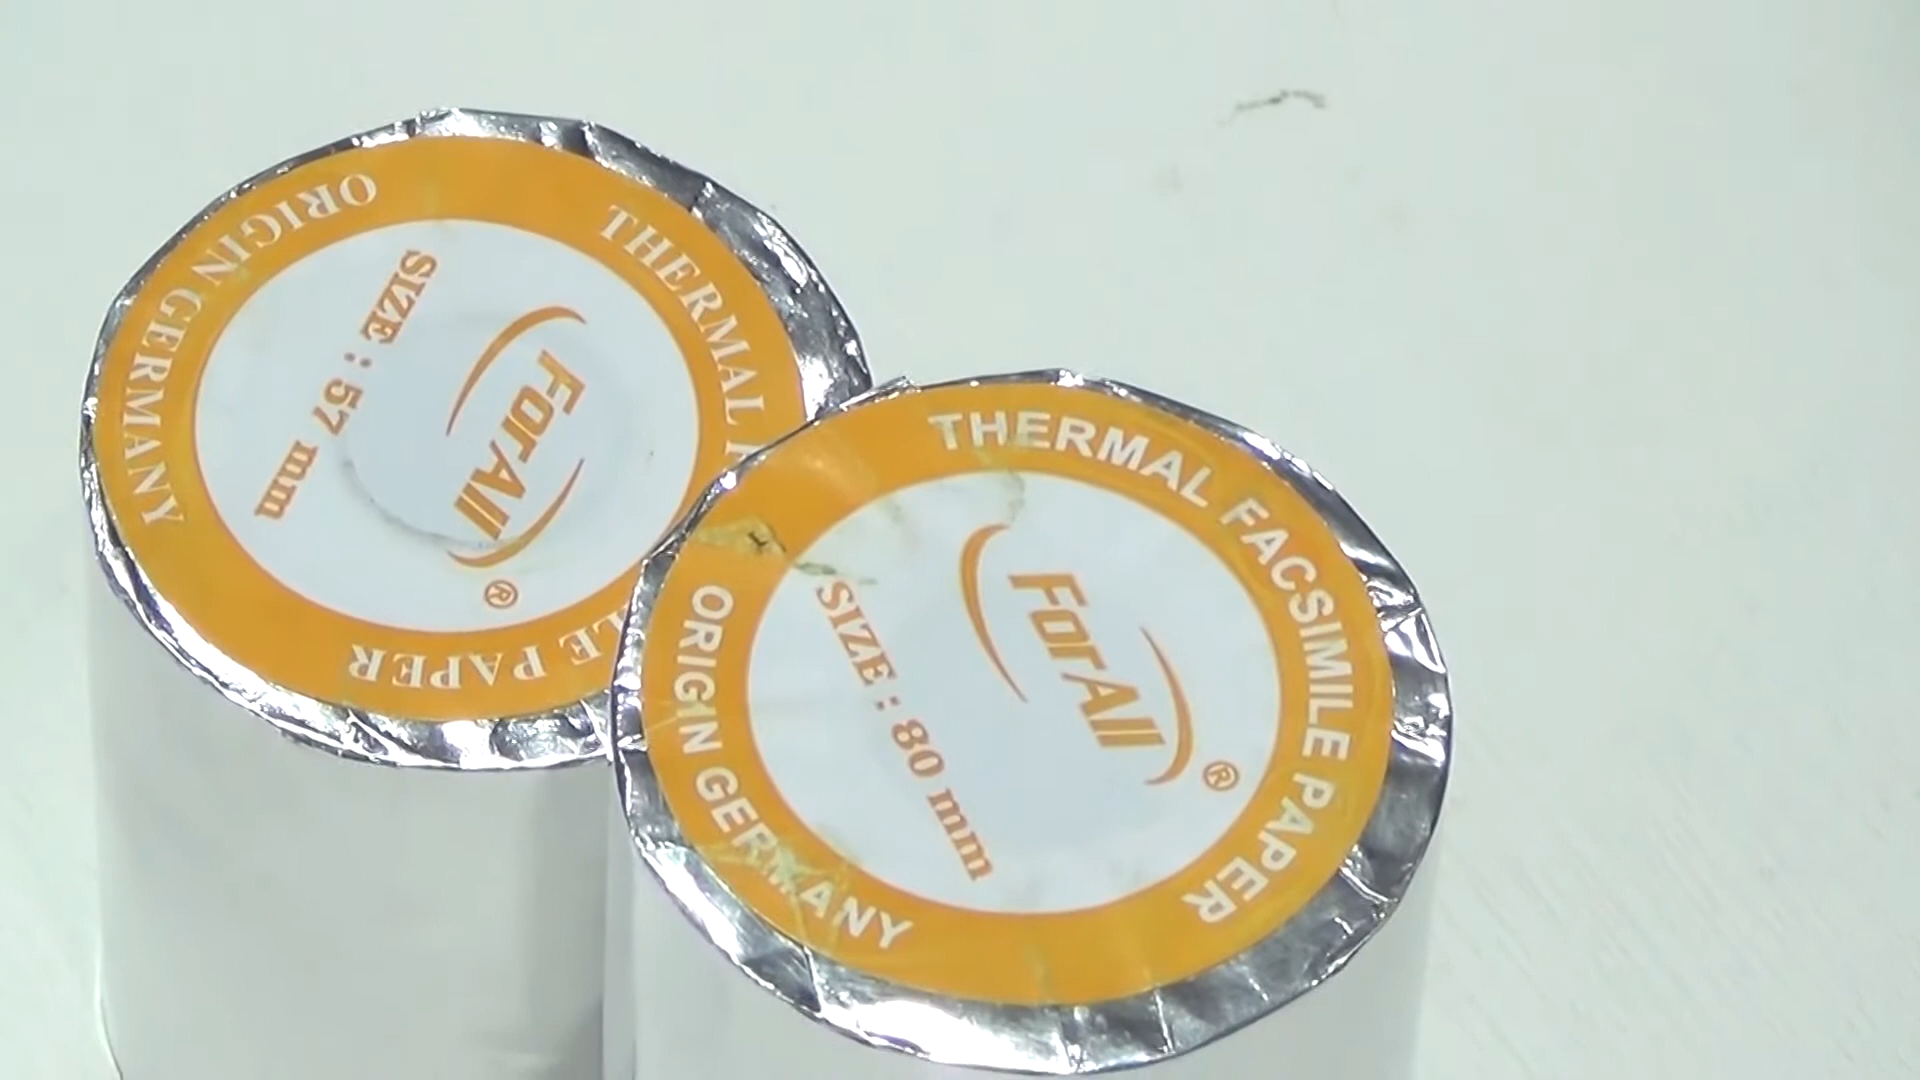 THERMAL
LE PAPER
ORIGIN GERMANY
ForAll
®
SIZE : 57 mm
THERMAL FACSIMILE PAPER
ORIGIN GERMANY
ForAll
®
SIZE : 80 mm